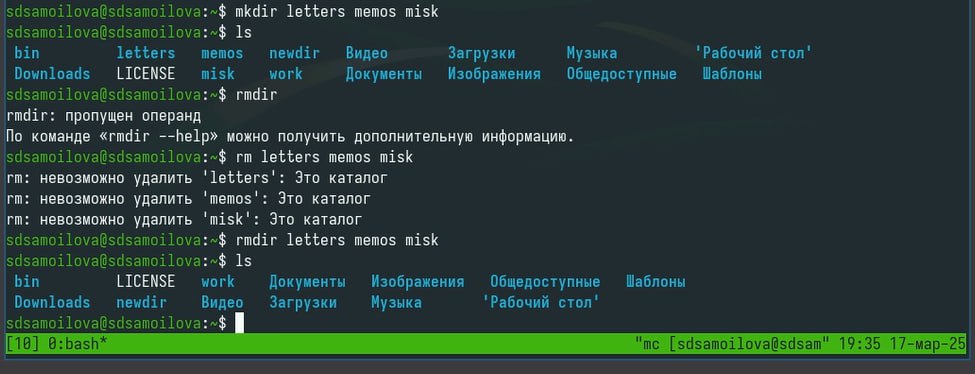 sdsamoilova@sdsamoilova:~$ mkdir letters memos misk
sdsamoilova@sdsamoilova:~$ ls
bin letters memos newdir Видео Загрузки Музыка 'Рабочий стол'
Downloads LICENSE misk work Документы Изображения Общедоступные Шаблоны
sdsamoilova@sdsamoilova:~$ rmdir
rmdir: пропущен операнд
По команде «rmdir --help» можно получить дополнительную информацию.
sdsamoilova@sdsamoilova:~$ rm letters memos misk
rm: невозможно удалить 'letters': Это каталог
rm: невозможно удалить 'memos': Это каталог
rm: невозможно удалить 'misk': Это каталог
sdsamoilova@sdsamoilova:~$ rmdir letters memos misk
sdsamoilova@sdsamoilova:~$ ls
bin LICENSE work Документы Изображения Общедоступные Шаблоны
Downloads newdir Видео Загрузки Музыка 'Рабочий стол'
sdsamoilova@sdsamoilova:~$
[10] 0:bash* "mc [sdsamoilova@sdsam" 19:35 17-мар-25